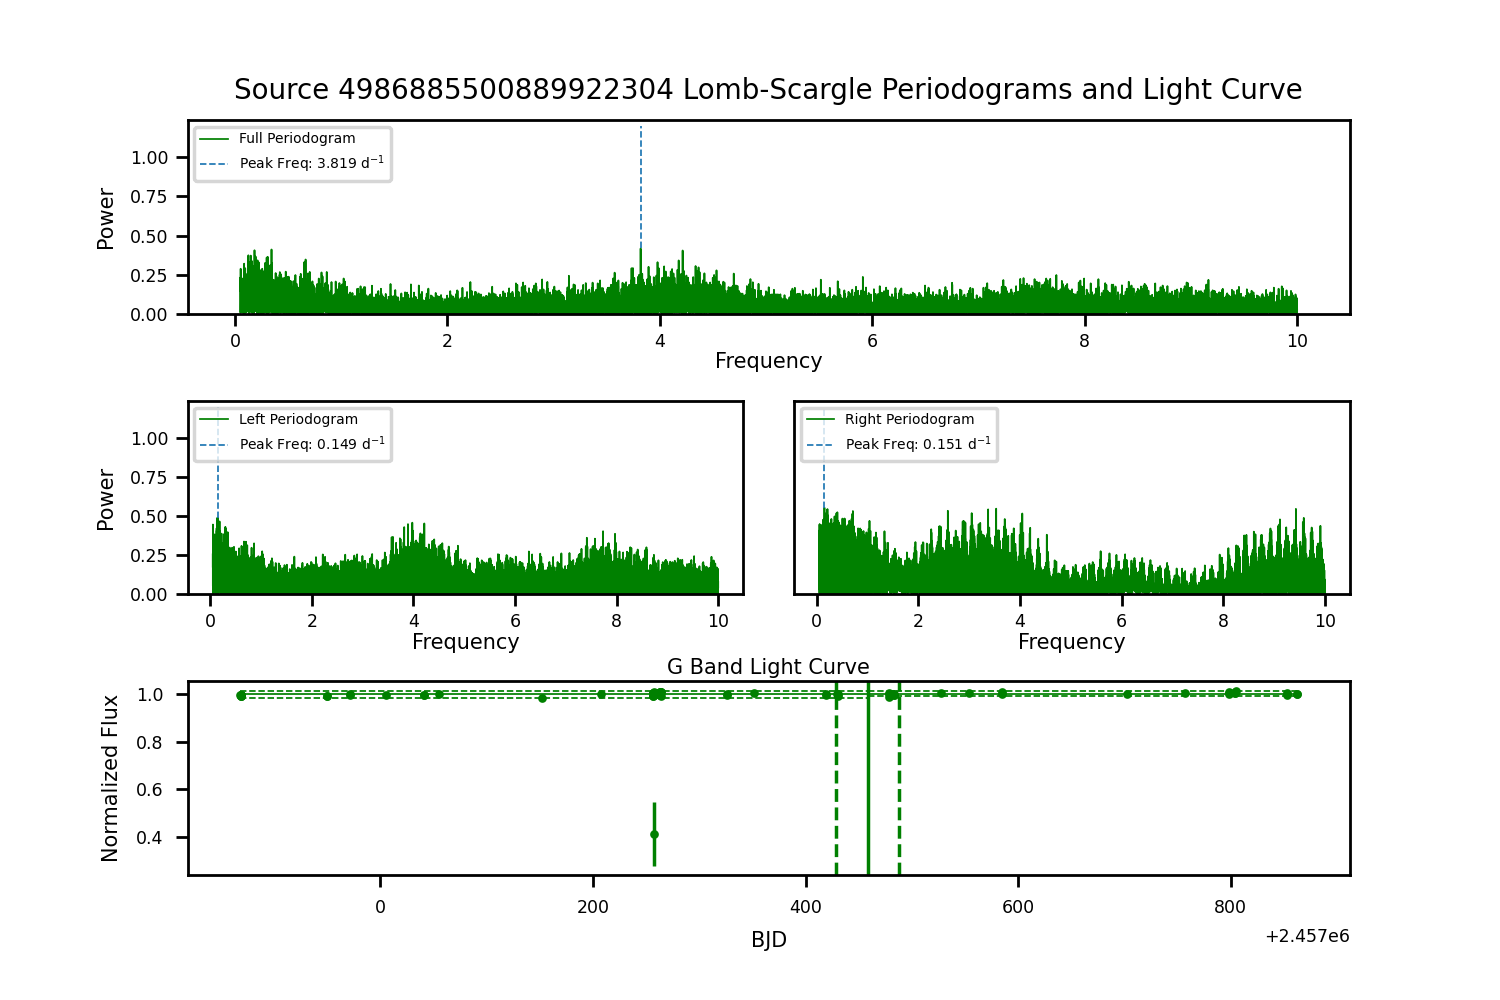 Source 4986885500889922304 Lomb-Scargle Periodograms and Light Curve
Full Periodogram
Peak Freq: 3.819 d⁻¹
Power
1.00
0.75
0.50
0.25
0.00
0 2 4 6 8 10
Frequency
Left Periodogram
Peak Freq: 0.149 d⁻¹
Power
1.00
0.75
0.50
0.25
0.00
0 2 4 6 8 10
Frequency
Right Periodogram
Peak Freq: 0.151 d⁻¹
0 2 4 6 8 10
Frequency
G Band Light Curve
Normalized Flux
1.0
0.8
0.6
0.4
0 200 400 600 800
BJD
+2.457e6